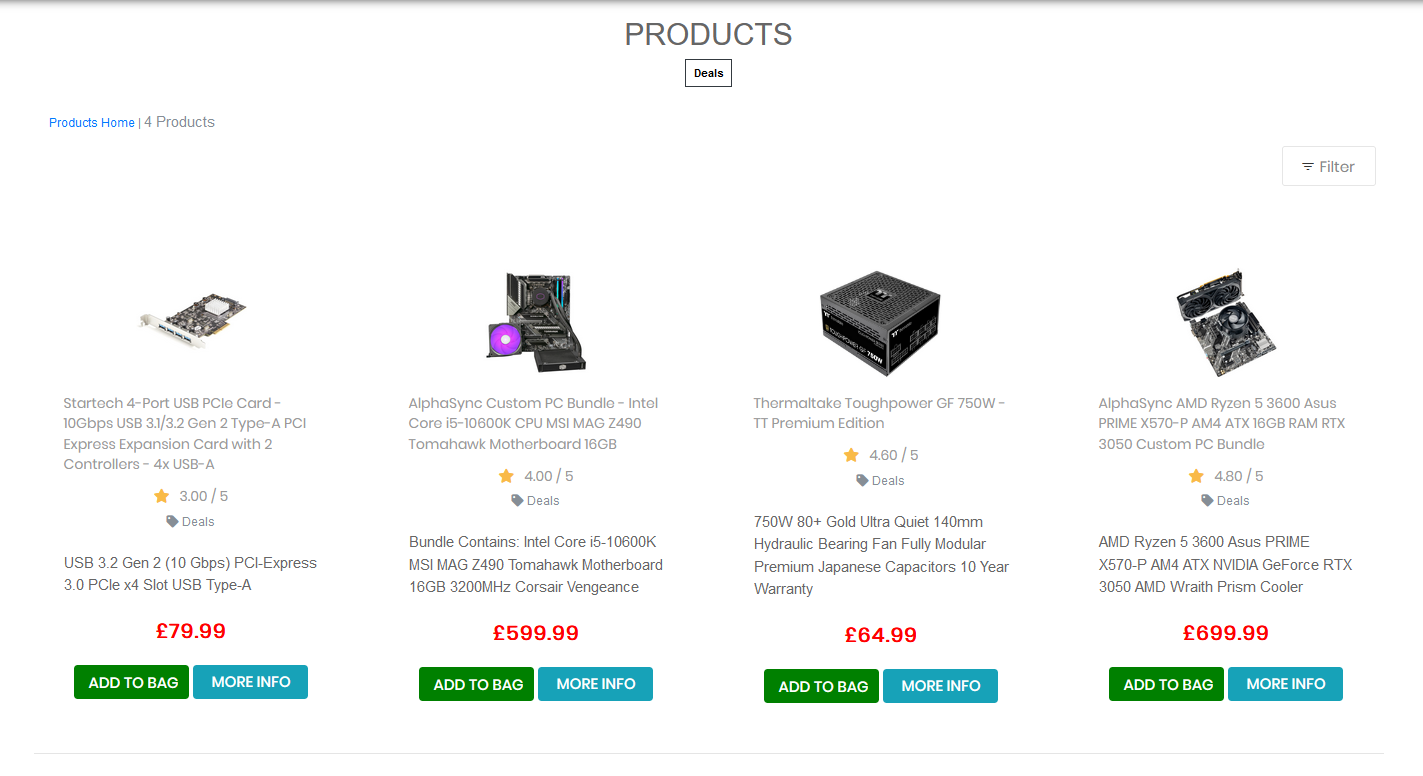 PRODUCTS
Deals
Products Home | 4 Products
Filter
Startech 4-Port USB PCIe Card -
10Gbps USB 3.1/3.2 Gen 2 Type-A PCI
Express Expansion Card with 2
Controllers - 4x USB-A
3.00 / 5
Deals
USB 3.2 Gen 2 (10 Gbps) PCI-Express
3.0 PCIe x4 Slot USB Type-A
£79.99
ADD TO BAG MORE INFO
AlphaSync Custom PC Bundle - Intel
Core i5-10600K CPU MSI MAG Z490
Tomahawk Motherboard 16GB
4.00 / 5
Deals
Bundle Contains: Intel Core i5-10600K
MSI MAG Z490 Tomahawk Motherboard
16GB 3200MHz Corsair Vengeance
£599.99
ADD TO BAG MORE INFO
TOUGHPOWER GF 750W
Thermaltake Toughpower GF 750W -
TT Premium Edition
4.60 / 5
Deals
750W 80+ Gold Ultra Quiet 140mm
Hydraulic Bearing Fan Fully Modular
Premium Japanese Capacitors 10 Year
Warranty
£64.99
ADD TO BAG MORE INFO
AlphaSync AMD Ryzen 5 3600 Asus
PRIME X570-P AM4 ATX 16GB RAM RTX
3050 Custom PC Bundle
4.80 / 5
Deals
AMD Ryzen 5 3600 Asus PRIME
X570-P AM4 ATX NVIDIA GeForce RTX
3050 AMD Wraith Prism Cooler
£699.99
ADD TO BAG MORE INFO